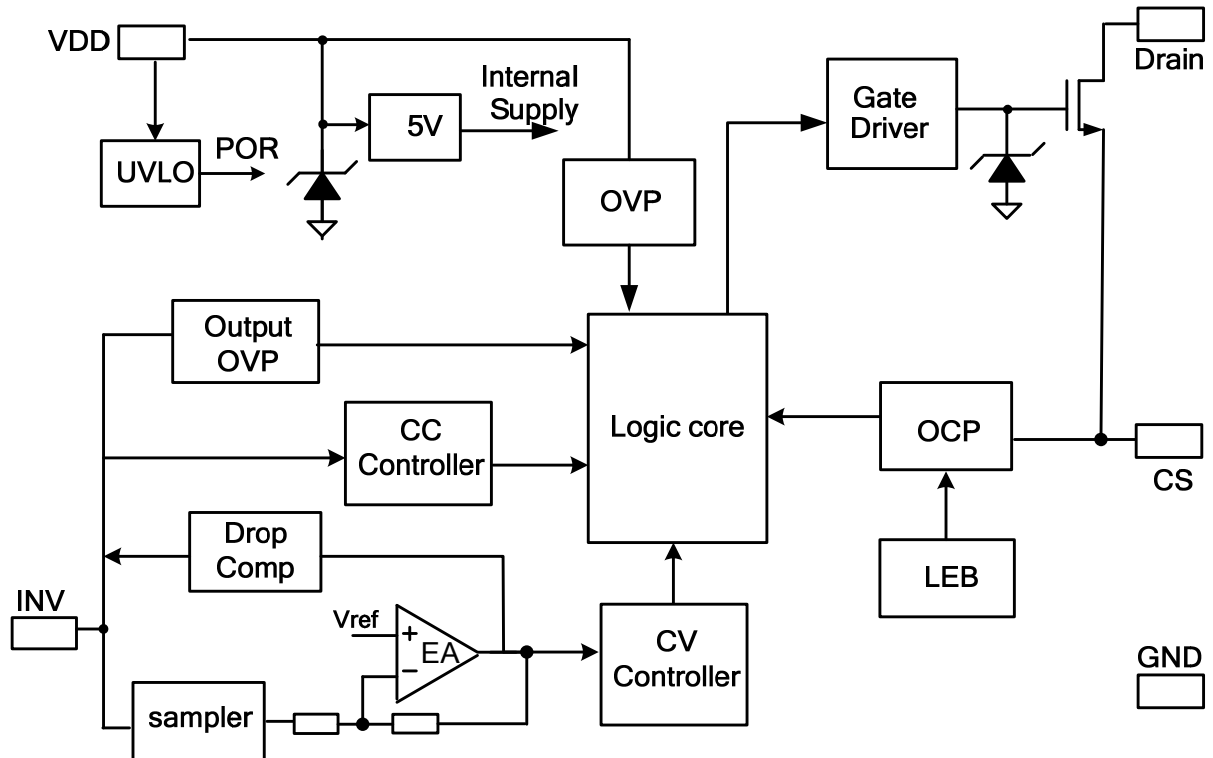 VDD
Drain
Internal
Supply
5V
Gate
Driver
POR
UVLO
OVP
Output
OVP
CC
Controller
Logic core
OCP
CS
Drop
Comp
LEB
INV
Vref
+
EA
−
CV
Controller
GND
sampler